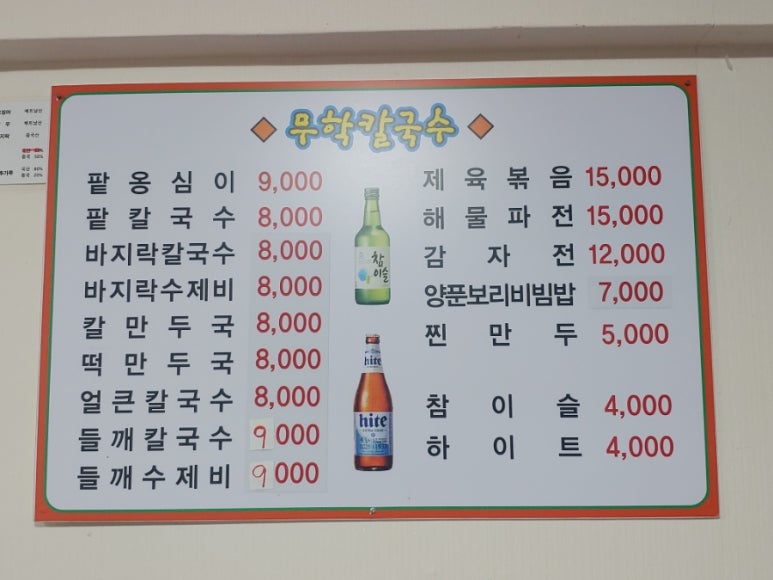 무학칼국수
팥옹심이 9,000
팥칼국수 8,000
바지락칼국수 8,000
바지락수제비 8,000
칼만두국 8,000
떡만두국 8,000
얼큰칼국수 8,000
들깨칼국수 9 000
들깨수제비 9 000
제육볶음 15,000
해물파전 15,000
감자전 12,000
양푼보리비빔밥 7,000
찐만두 5,000
참이슬 4,000
하이트 4,000
참이슬
hite
hite